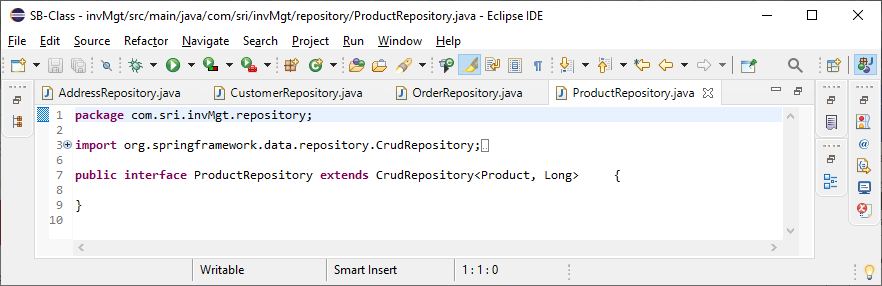 SB-Class - invMgt/src/main/java/com/sri/invMgt/repository/ProductRepository.java - Eclipse IDE
File Edit Source Refactor Navigate Search Project Run Window Help
AddressRepository.java CustomerRepository.java OrderRepository.java ProductRepository.java
1 package com.sri.invMgt.repository;
2
3 import org.springframework.data.repository.CrudRepository;
6
7 public interface ProductRepository extends CrudRepository<Product, Long> {
8
9 }
10
Writable Smart Insert 1 : 1 : 0